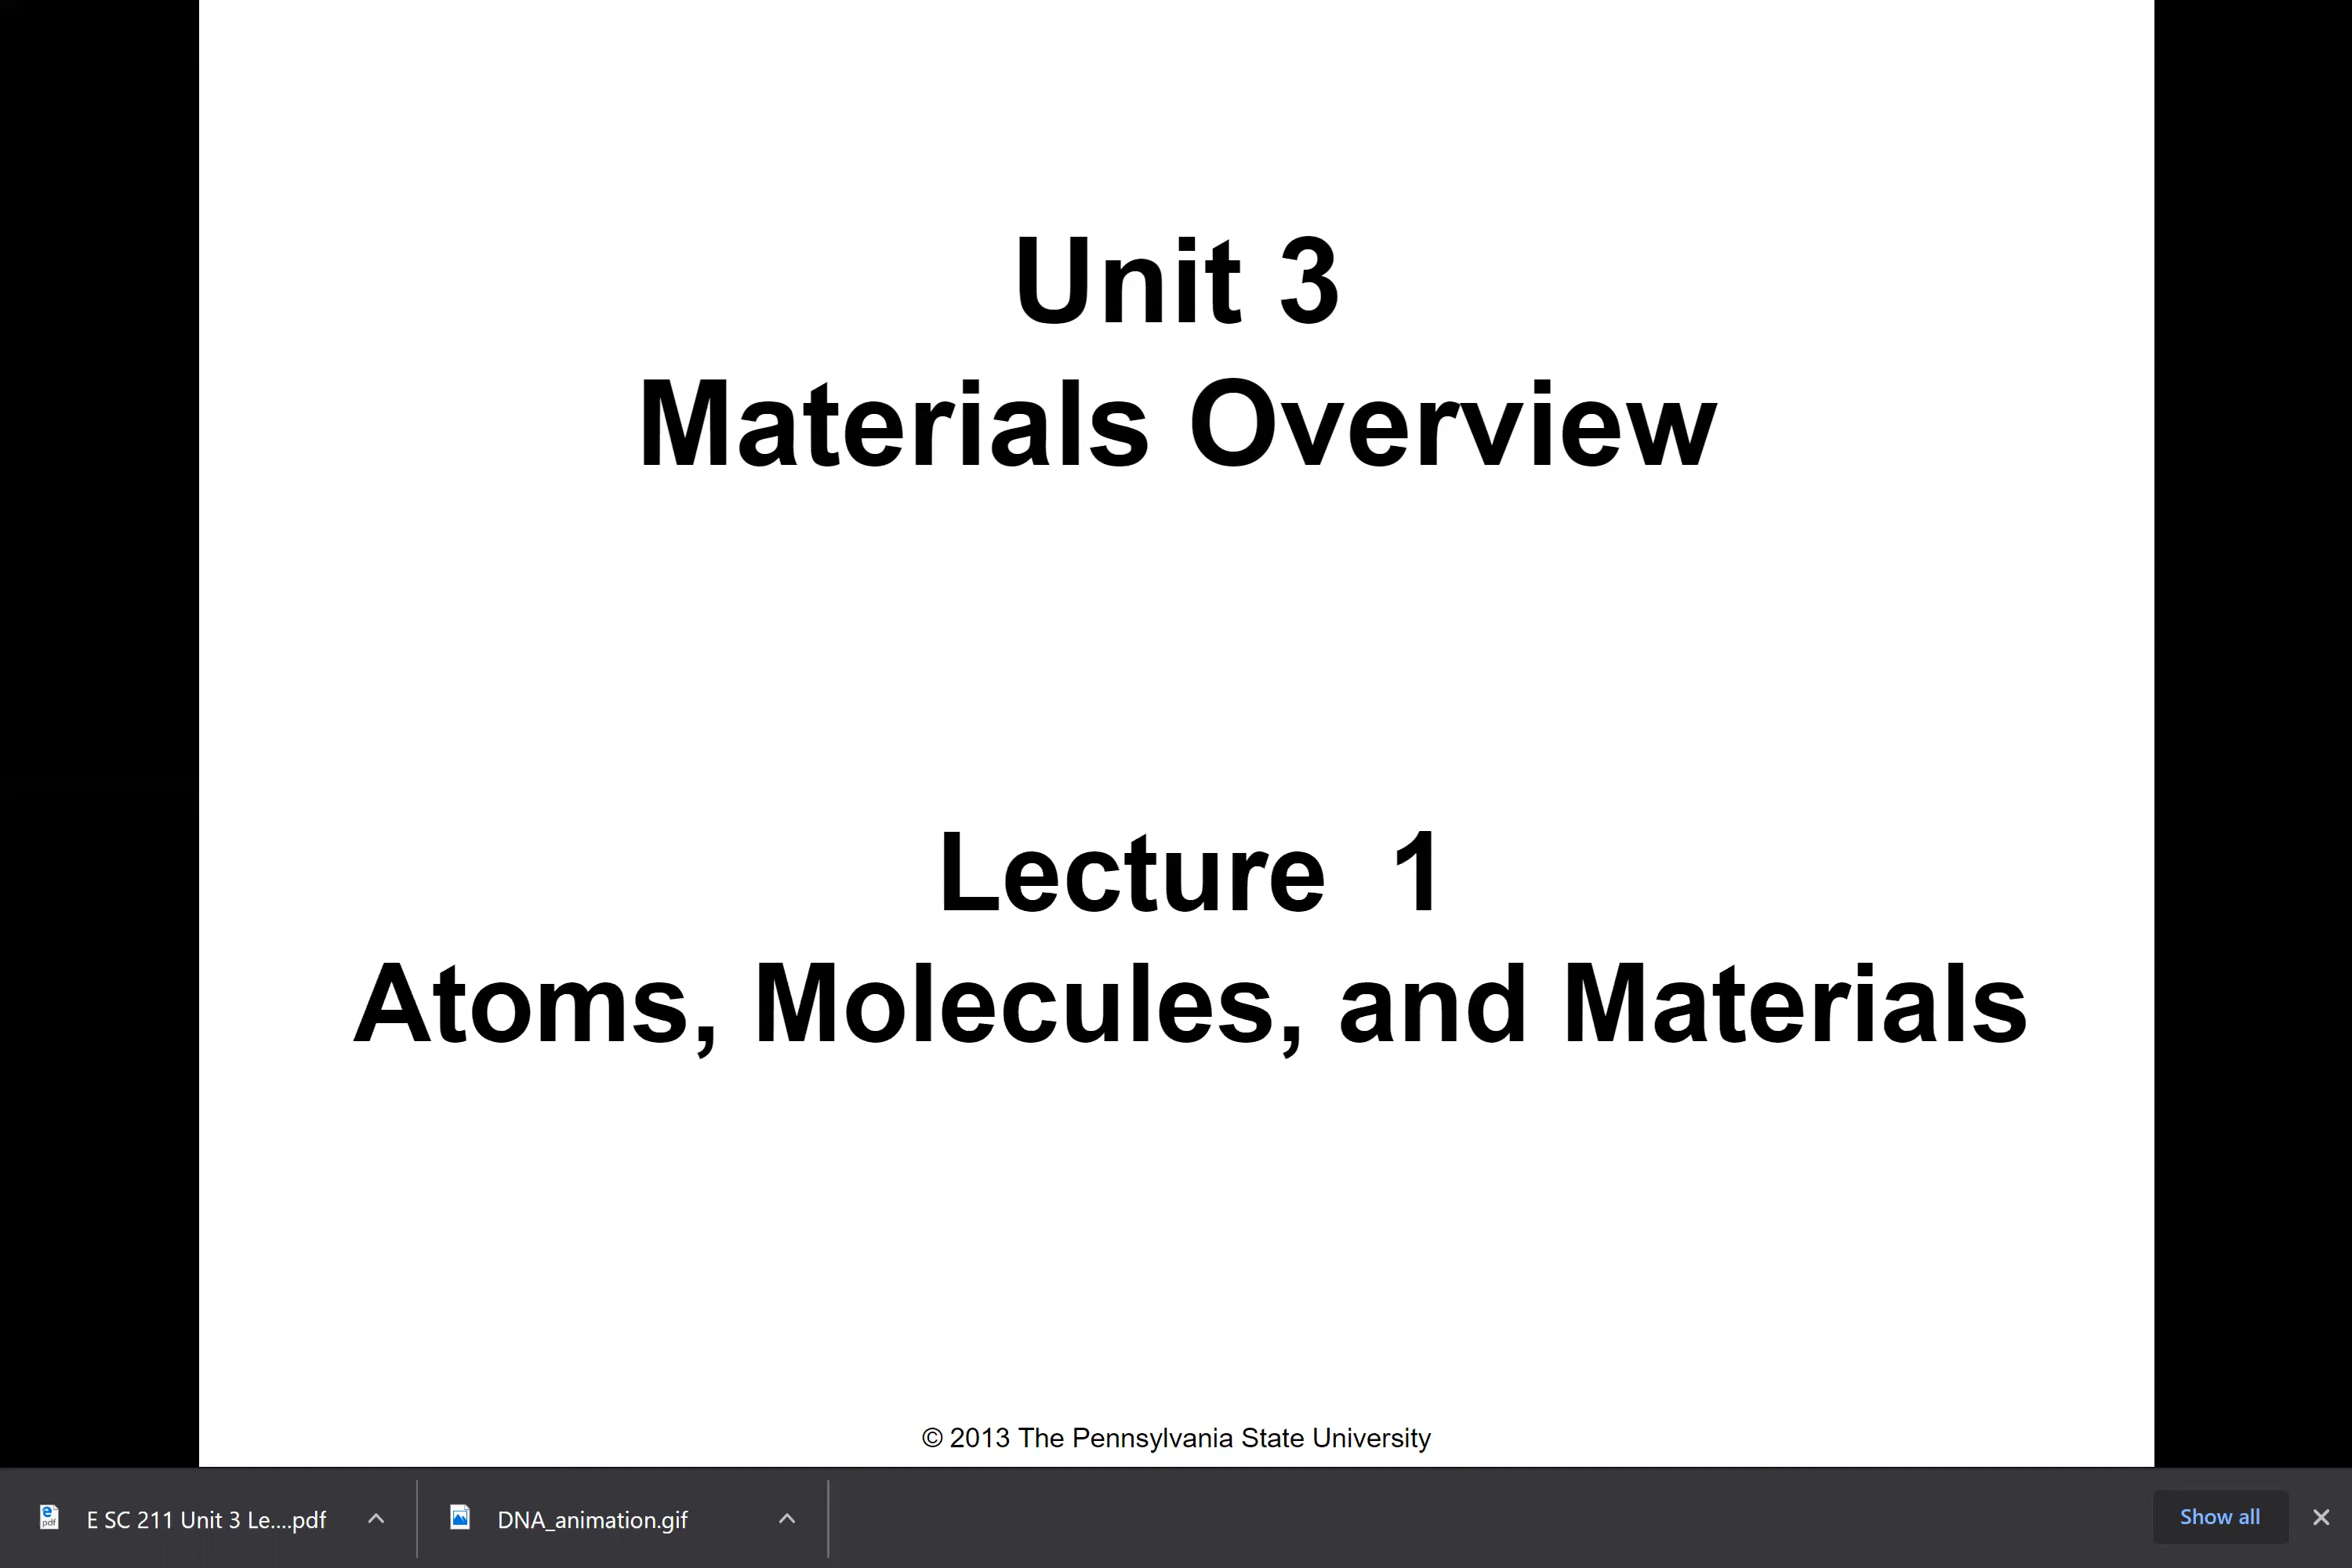 Unit 3
Materials Overview
Lecture 1
Atoms, Molecules, and Materials
© 2013 The Pennsylvania State University
E SC 211 Unit 3 Le....pdf
DNA_animation.gif
Show all